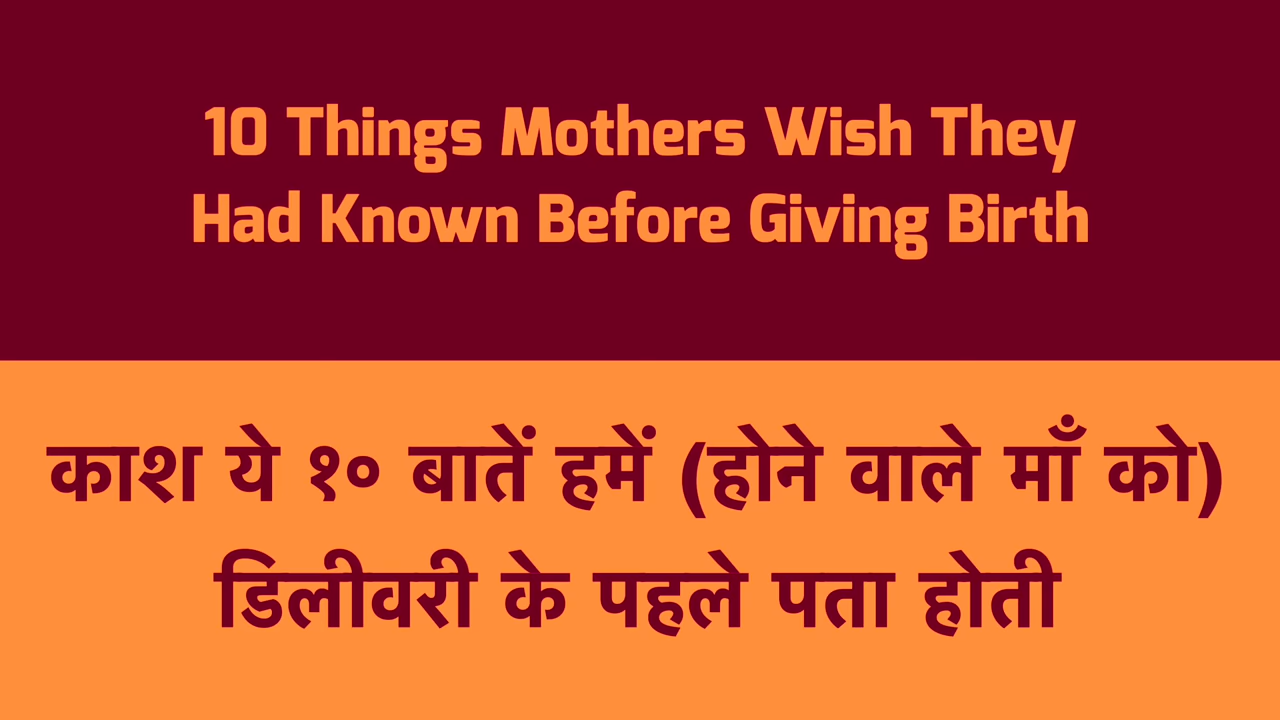 10 Things Mothers Wish They
Had Known Before Giving Birth
काश ये १० बातें हमें (होने वाले माँ को)
डिलीवरी के पहले पता होती